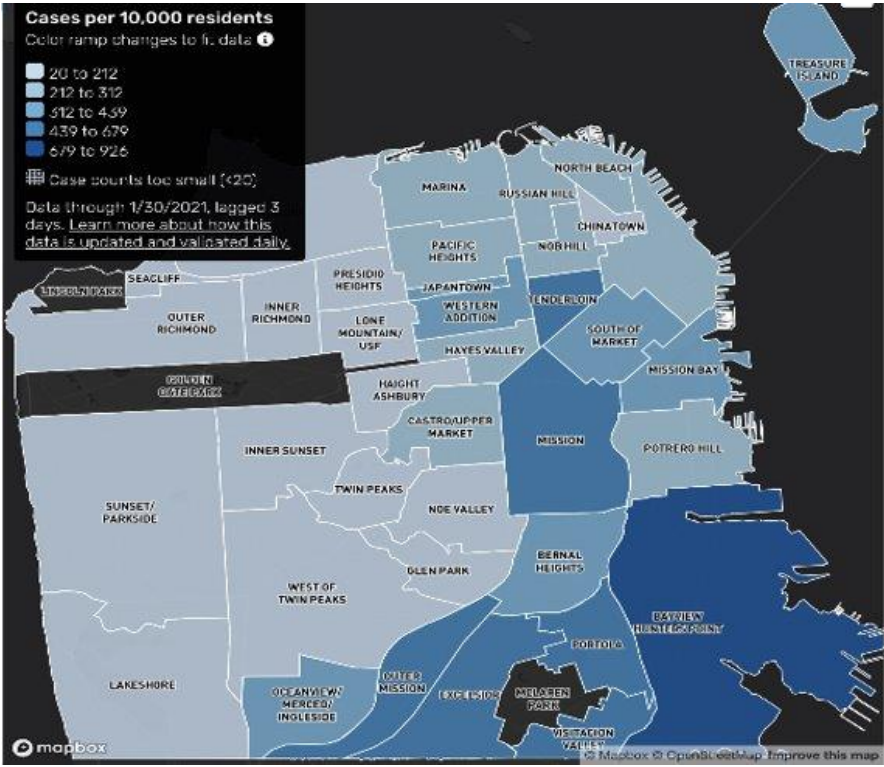 Cases per 10,000 residents
Color ramp changes to fit data
20 to 212
212 to 312
312 to 439
439 to 679
679 to 926
Case counts too small (<20)
Data through 1/30/2021, lagged 3
days. Learn more about how this
data is updated and validated daily.
TREASURE
ISLAND
MARINA
RUSSIAN HILL
NORTH BEACH
CHINATOWN
PACIFIC
HEIGHTS
NOB HILL
LINCOLN PARK
SEACLIFF
PRESIDIO
HEIGHTS
JAPANTOWN
WESTERN
ADDITION
TENDERLOIN
OUTER
RICHMOND
INNER
RICHMOND
LONE
MOUNTAIN/
USF
SOUTH OF
MARKET
HAYES VALLEY
MISSION BAY
GOLDEN
GATE PARK
HAIGHT
ASHBURY
CASTRO/UPPER
MARKET
MISSION
POTRERO HILL
INNER SUNSET
TWIN PEAKS
SUNSET/
PARKSIDE
NOE VALLEY
GLEN PARK
BERNAL
HEIGHTS
WEST OF
TWIN PEAKS
BAYVIEW
HUNTERS POINT
PORTOLA
LAKESHORE
OCEANVIEW/
MERCED/
INGLESIDE
OUTER
MISSION
EXCELSIOR
MCLAREN
PARK
VISITACION
VALLEY
mapbox
© Mapbox © OpenStreetMap Improve this map